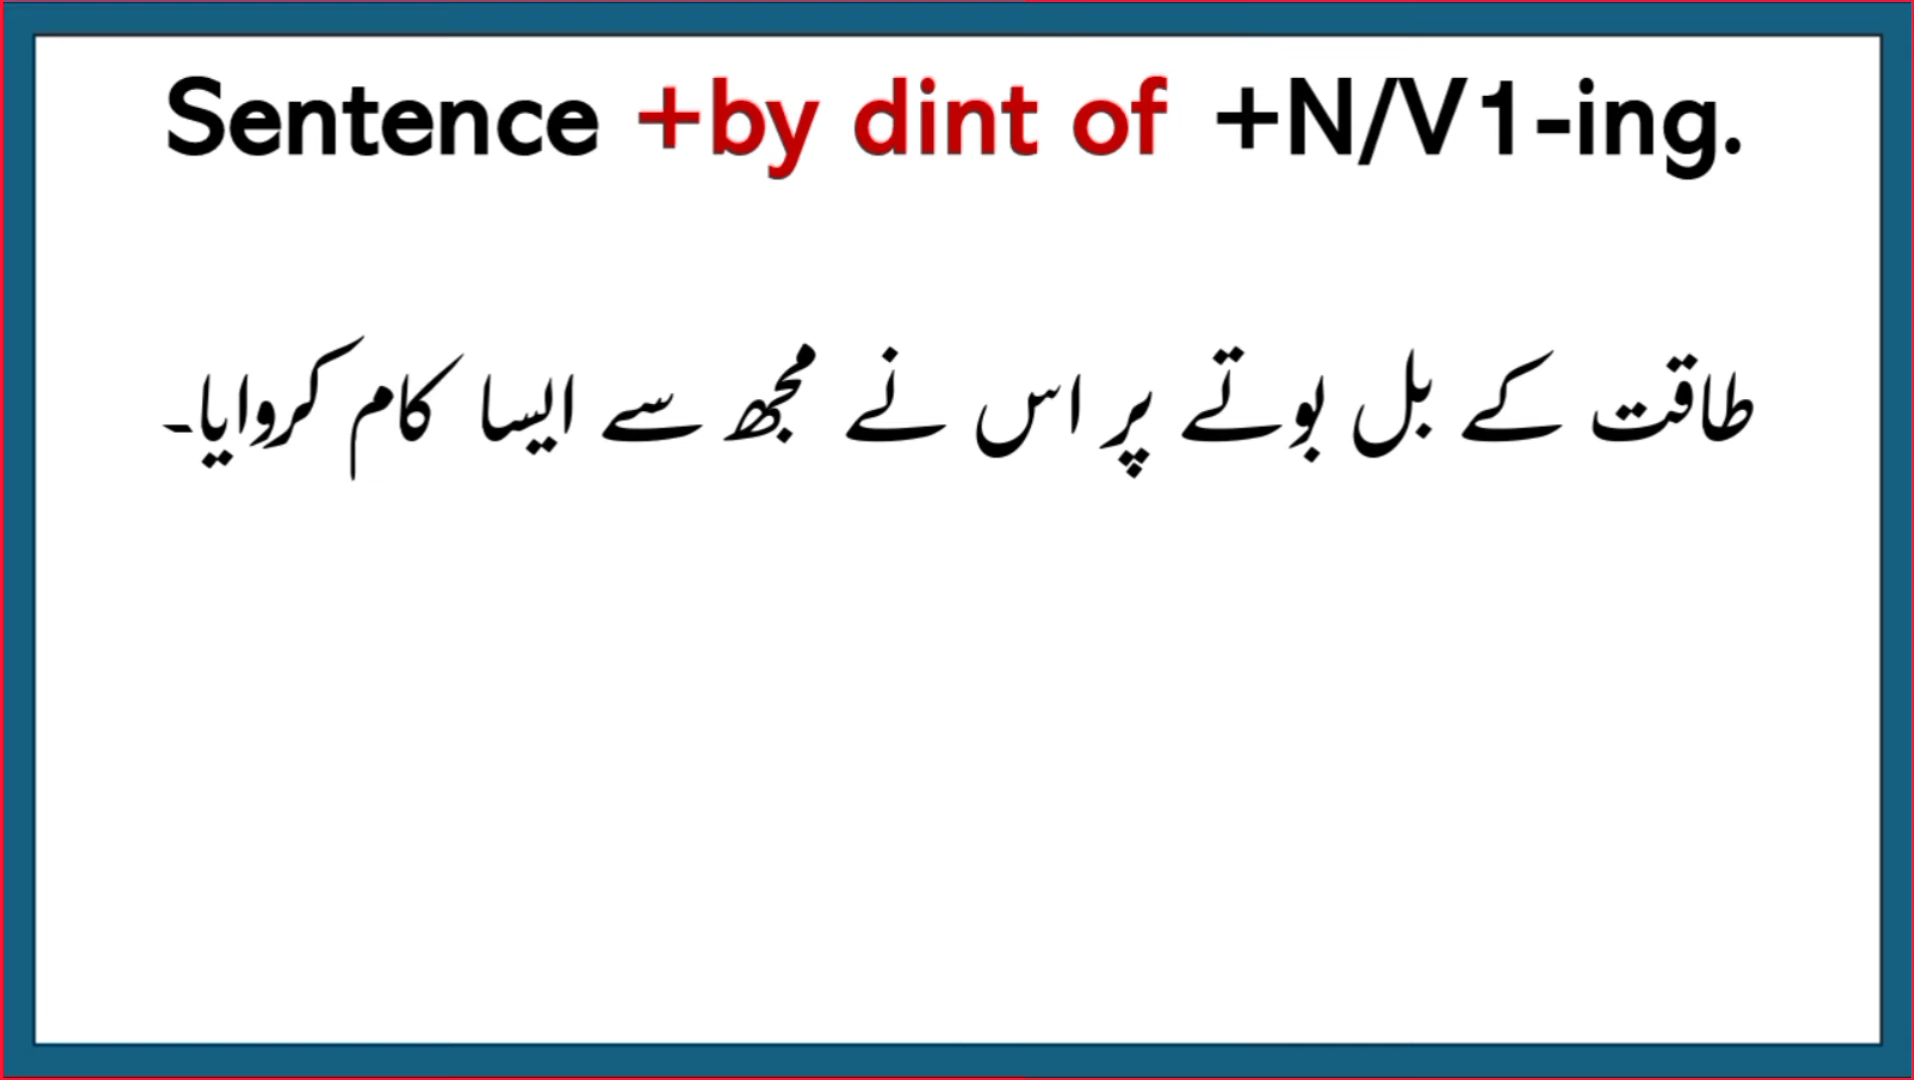 Sentence +by dint of +N/V1-ing.
طاقت کے بل بوتے پر اس نے مجھ سے ایسا کام کروایا۔